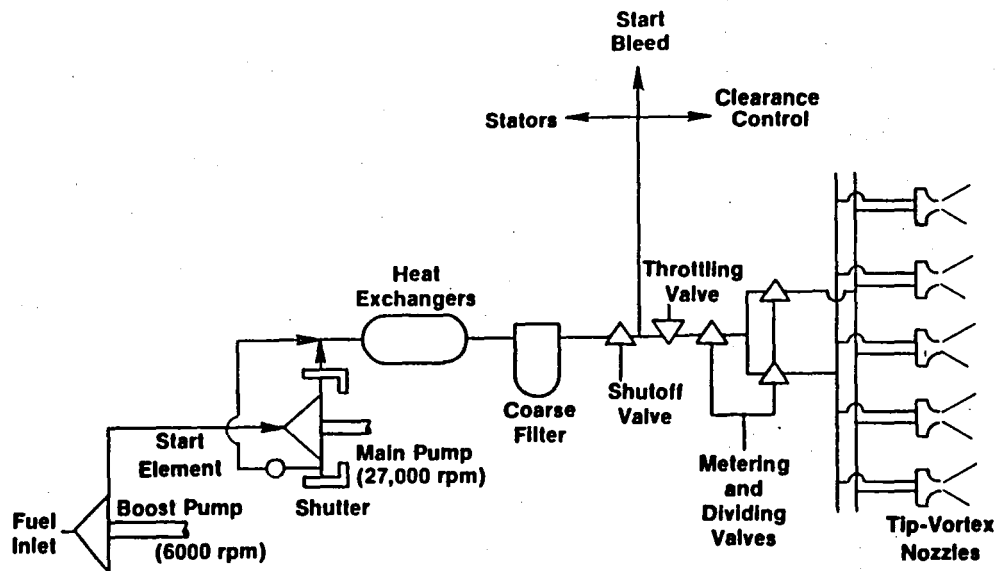 Start
Bleed
Stators
Clearance
Control
Heat
Exchangers
Throttling
Valve
Shutoff
Valve
Coarse
Filter
Start
Element
Main Pump
(27,000 rpm)
Shutter
Metering
and
Dividing
Valves
Fuel
Inlet
Boost Pump
(6000 rpm)
Tip-Vortex
Nozzles